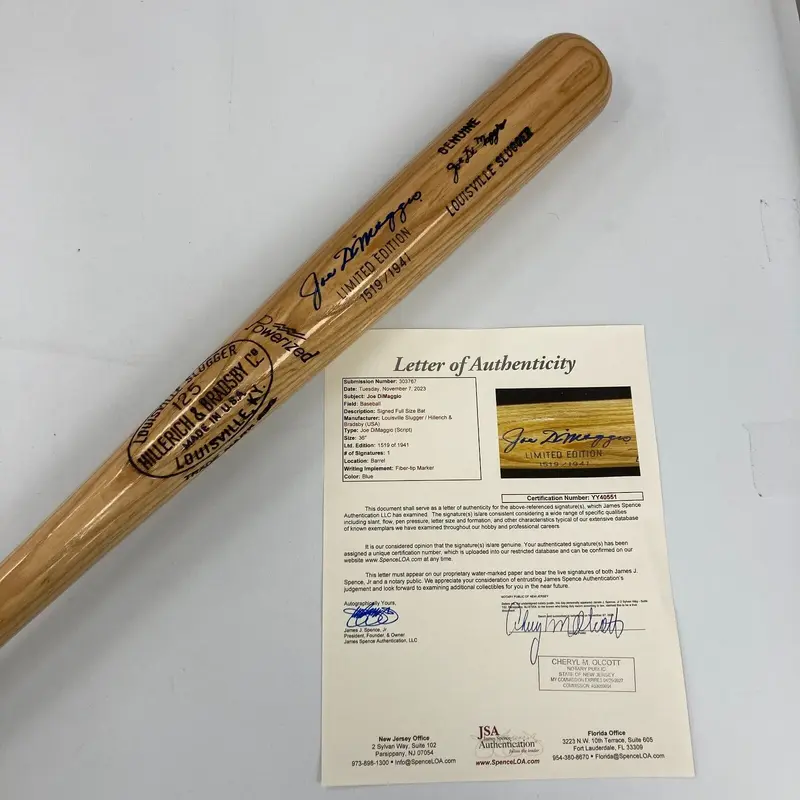 GENUINE
Joe Di Maggio
LOUISVILLE SLUGGER
Joe DiMaggio
LIMITED EDITION
1519/1941
Powerized
LOUISVILLE SLUGGER
125
HILLERICH & BRADSBY Co
MADE IN U.S.A.
LOUISVILLE, KY.
Letter of Authenticity
Submission Number: 303767
Date: Tuesday, November 7, 2023
Subject: Joe DiMaggio
Field: Baseball
Description: Signed Full Size Bat
Manufacturer: Louisville Slugger / Hillerich &
Bradsby (USA)
Type: Joe DiMaggio (Script)
Size: 36"
Ltd. Edition: 1519 of 1941
# of Signatures: 1
Location: Barrel
Writing Implement: Fiber-tip Marker
Color: Blue
Joe DiMaggio
LIMITED EDITION
1519/1941
Certification Number: YY40551
This document shall serve as a letter of authenticity for the above-referenced signature(s), which James Spence
Authentication LLC has examined. The signature(s) is/are consistent considering a wide range of specific qualities
including slant, flow, pen pressure, letter size and formation, and other characteristics typical of our extensive database
of known exemplars we have examined throughout our hobby and professional careers.
It is our considered opinion that the signature(s) is/are genuine. Your authenticated signature(s) has been
assigned a unique certification number, which is uploaded into our restricted database and can be confirmed on our
website www.SpenceLOA.com at any time.
This letter must appear on our proprietary water-marked paper and bear the live signatures of both James J.
Spence, Jr and a notary public. We appreciate your consideration of entrusting James Spence Authentication's
judgement and look forward to examining additional collectibles for you in the near future.
NOTARY PUBLIC OF NEW JERSEY
Autographically Yours,
James J. Spence, Jr.
President, Founder, & Owner
James Spence Authentication, LLC
Cheryl M Olcott
CHERYL M. OLCOTT
NOTARY PUBLIC
STATE OF NEW JERSEY
New Jersey Office
2 Sylvan Way, Suite 102
Parsippany, NJ 07054
973-898-1300 • Info@SpenceLOA.com
JSA
James Spence
Authentication
www.SpenceLOA.com
Florida Office
3223 N.W. 10th Terrace, Suite 605
Fort Lauderdale, FL 33309
954-380-8670 • Florida@SpenceLOA.com